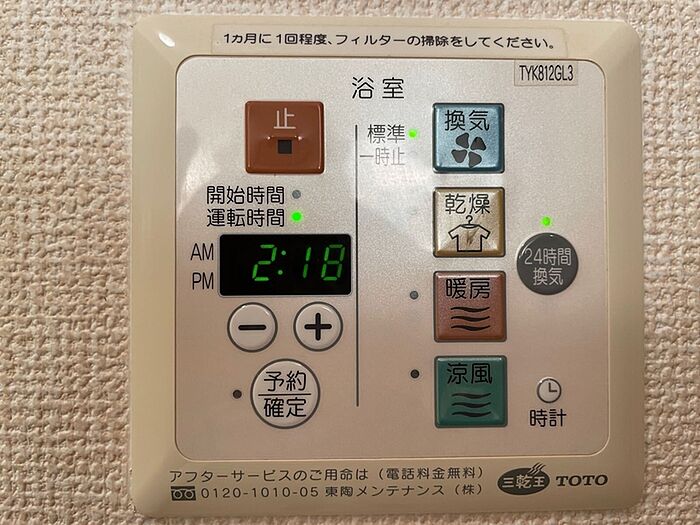 1ヵ月に1回程度、フィルターの掃除をしてください。
TYK812GL3
浴室
止
標準
一時止
換気
開始時間
運転時間
乾燥
AM
PM
2:18
24時間
換気
暖房
予約
確定
涼風
時計
アフターサービスのご用命は（電話料金無料）
0120-1010-05 東陶メンテナンス（株）
三乾王 TOTO